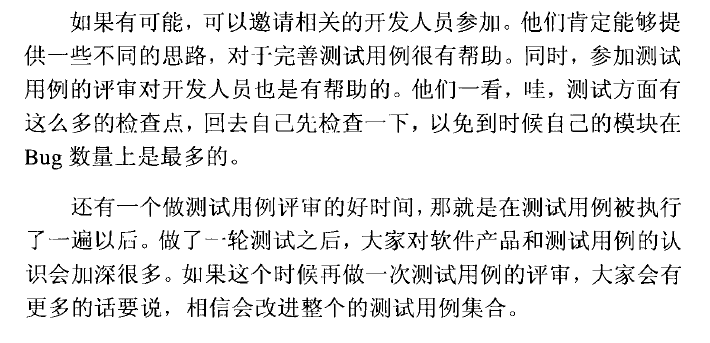 如果有可能，可以邀请相关的开发人员参加。他们肯定能够提
供一些不同的思路，对于完善测试用例很有帮助。同时，参加测试
用例的评审对开发人员也是有帮助的。他们一看，哇，测试方面有
这么多的检查点，回去自己先检查一下，以免到时候自己的模块在
Bug 数量上是最多的。
还有一个做测试用例评审的好时间，那就是在测试用例被执行
了一遍以后。做了一轮测试之后，大家对软件产品和测试用例的认
识会加深很多。如果这个时候再做一次测试用例的评审，大家会有
更多的话要说，相信会改进整个的测试用例集合。